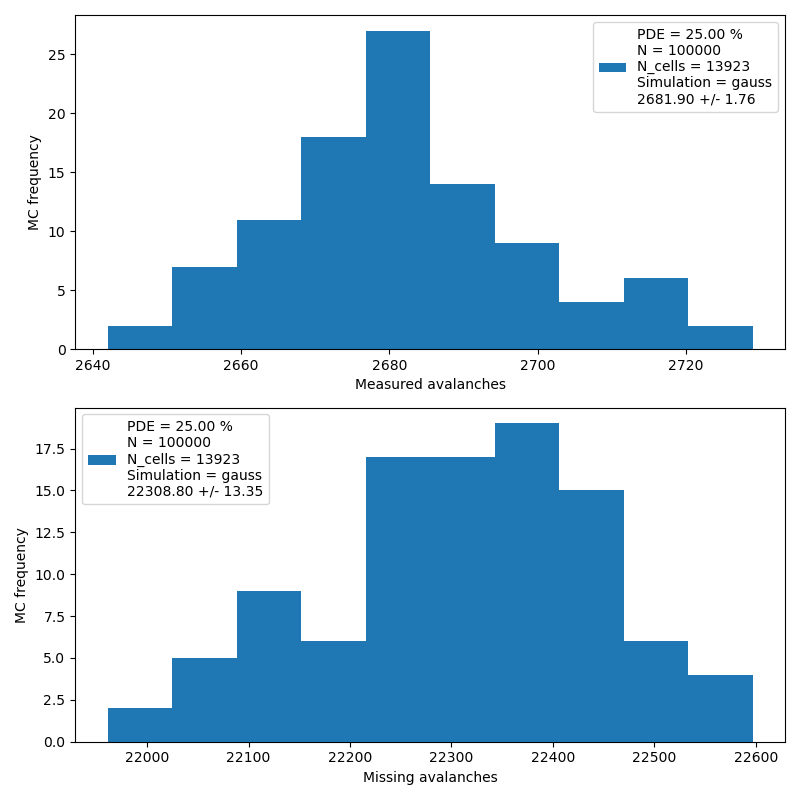 25
20
15
10
5
0
MC frequency
PDE = 25.00 %
N = 100000
N_cells = 13923
Simulation = gauss
2681.90 +/- 1.76
2640
2660
2680
2700
2720
Measured avalanches
17.5
15.0
12.5
10.0
7.5
5.0
2.5
0.0
MC frequency
PDE = 25.00 %
N = 100000
N_cells = 13923
Simulation = gauss
22308.80 +/- 13.35
22000
22100
22200
22300
22400
22500
22600
Missing avalanches